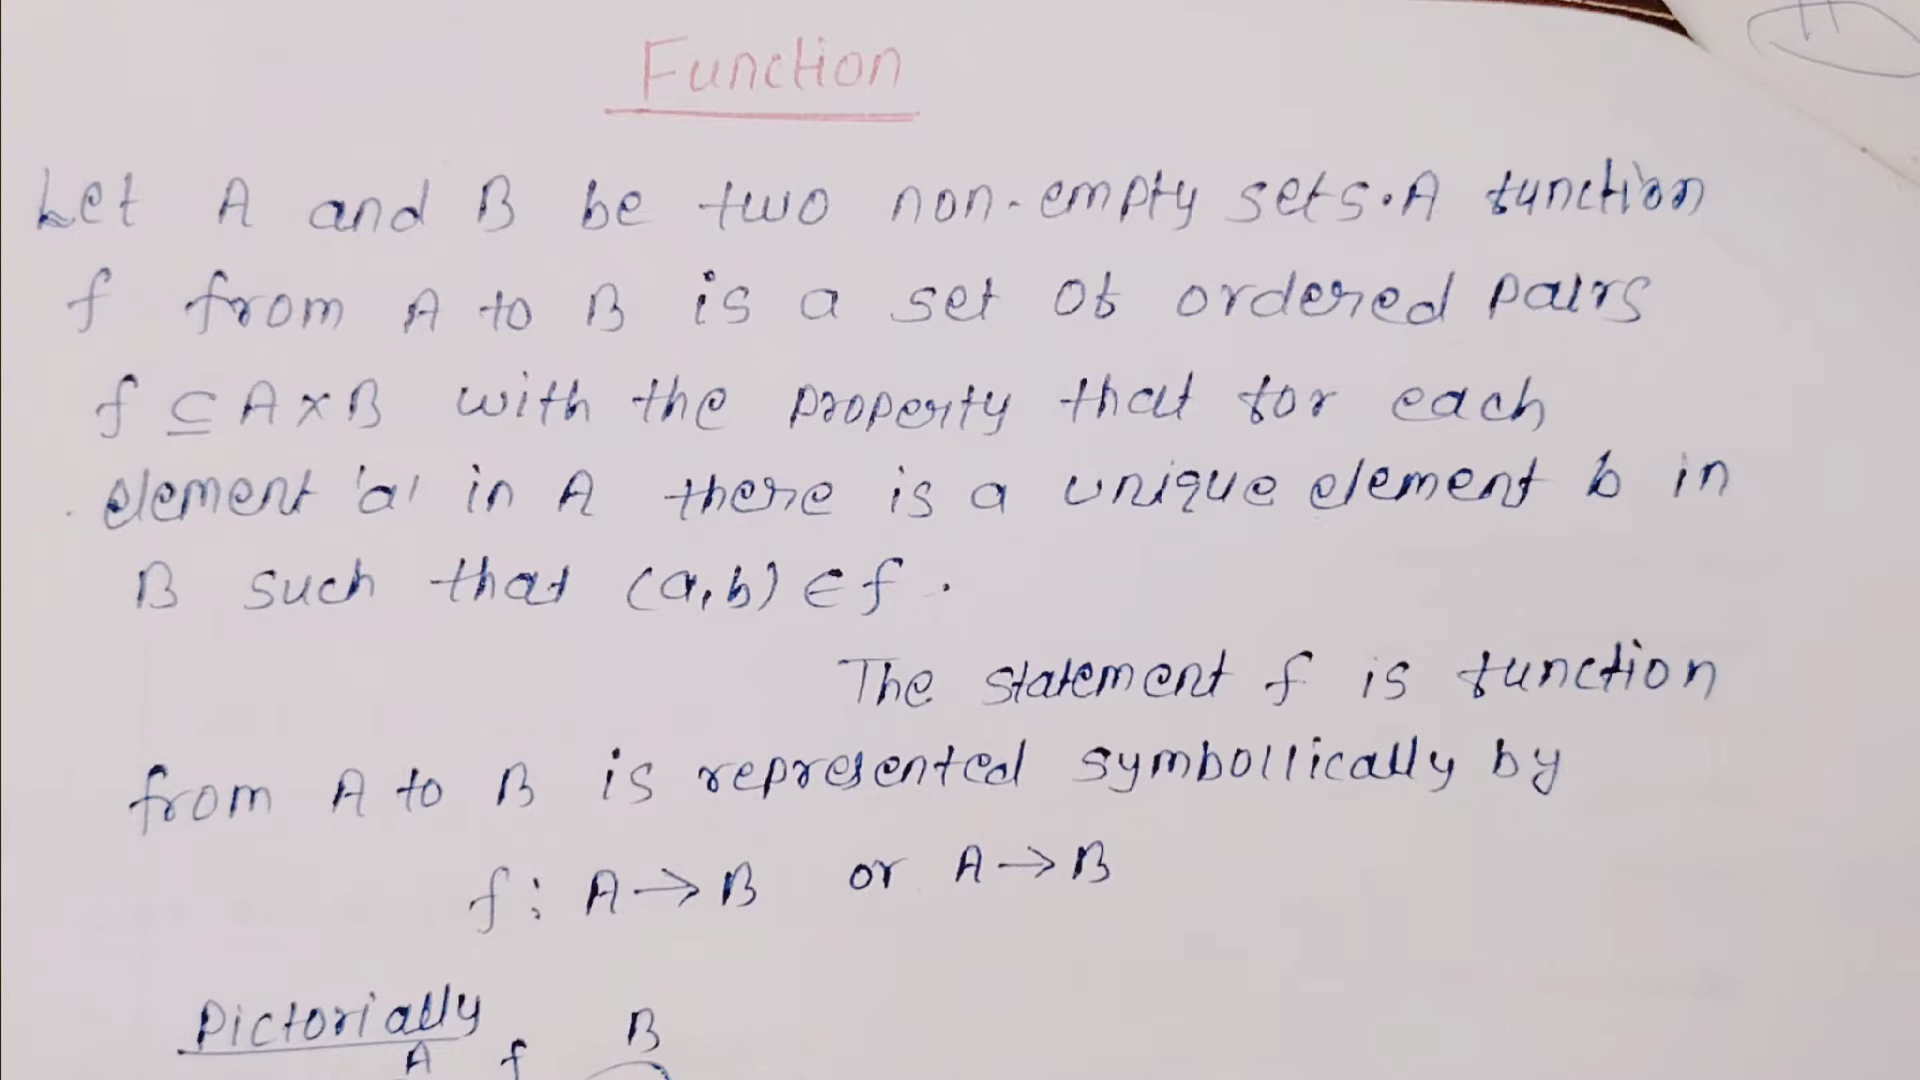 Function
Let A and B be two non-empty sets. A function
f from A to B is a set of ordered pairs
f ⊆ A×B with the property that for each
element 'a' in A there is a unique element b in
B such that (a,b) ∈ f.
The statement f is function
from A to B is represented symbollically by
f: A→B or A→B
Pictorially
A f B